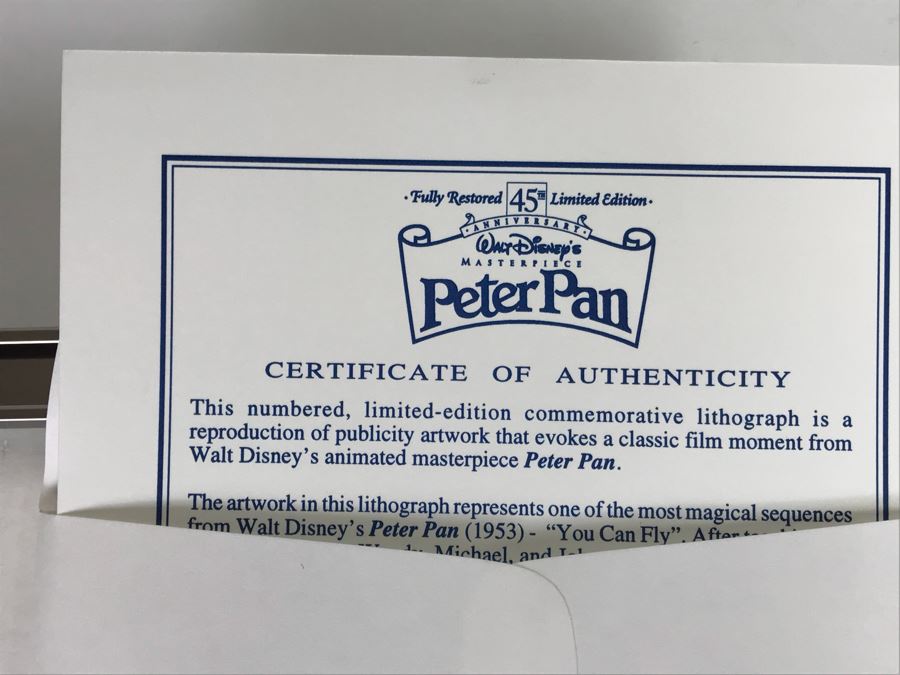 · Fully Restored 45TH Limited Edition ·
ANNIVERSARY
WALT DISNEY'S
MASTERPIECE
Peter Pan
CERTIFICATE OF AUTHENTICITY
This numbered, limited-edition commemorative lithograph is a
reproduction of publicity artwork that evokes a classic film moment from
Walt Disney's animated masterpiece Peter Pan.
The artwork in this lithograph represents one of the most magical sequences
from Walt Disney's Peter Pan (1953) - "You Can Fly". After
Michael, and